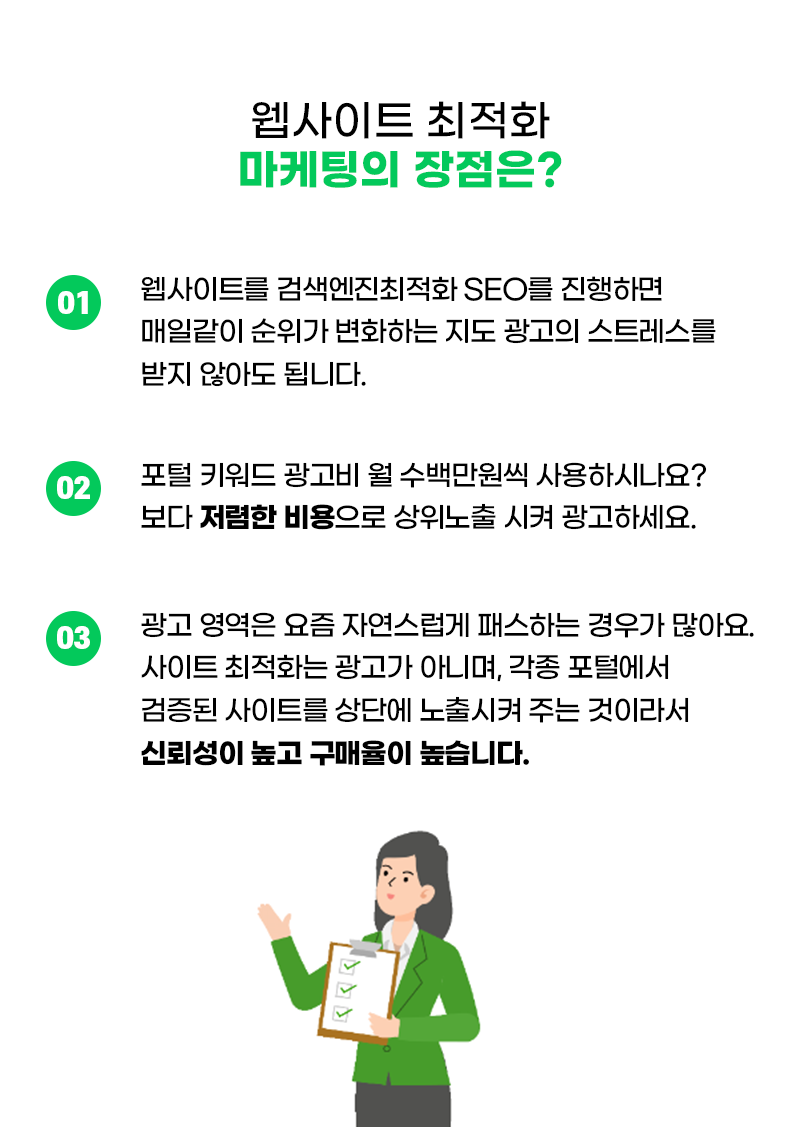 웹사이트 최적화
마케팅의 장점은?
01
웹사이트를 검색엔진최적화 SEO를 진행하면
매일같이 순위가 변화하는 지도 광고의 스트레스를
받지 않아도 됩니다.
02
포털 키워드 광고비 월 수백만원씩 사용하시나요?
보다 저렴한 비용으로 상위노출 시켜 광고하세요.
03
광고 영역은 요즘 자연스럽게 패스하는 경우가 많아요.
사이트 최적화는 광고가 아니며, 각종 포털에서
검증된 사이트를 상단에 노출시켜 주는 것이라서
신뢰성이 높고 구매율이 높습니다.